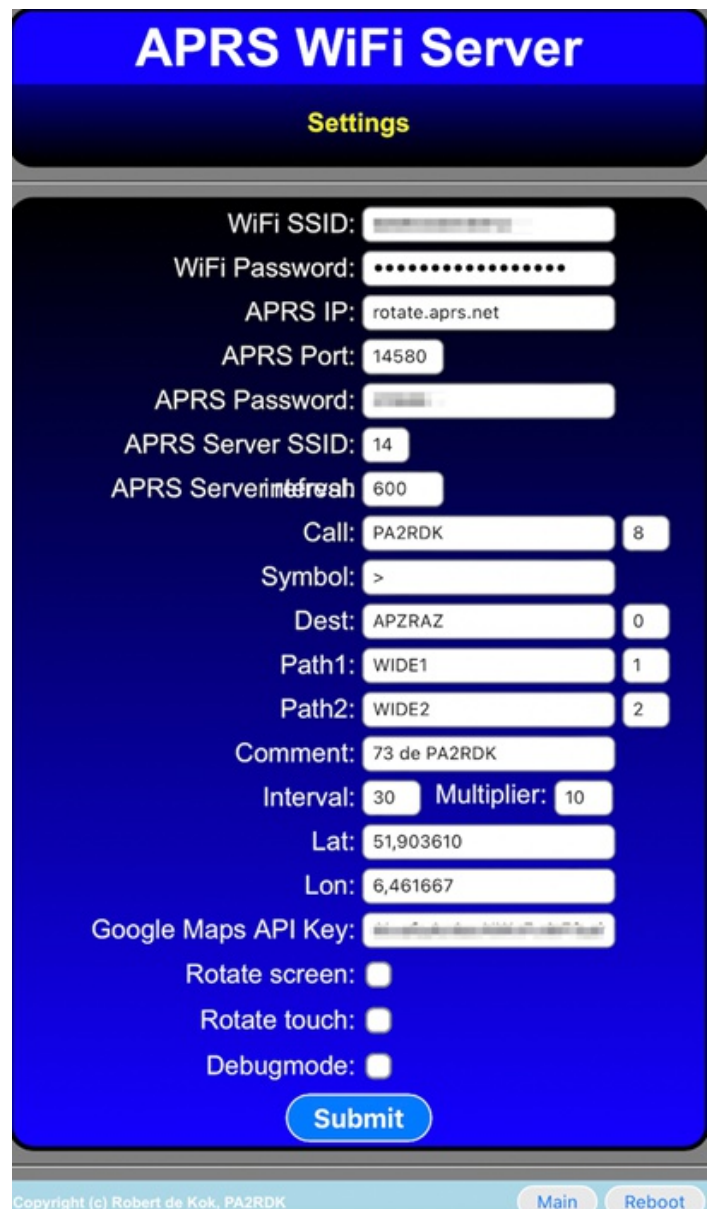 APRS WiFi Server
Settings
WiFi SSID:
WiFi Password: •••••••••••••••••
APRS IP: rotate.aprs.net
APRS Port: 14580
APRS Password:
APRS Server SSID: 14
APRS Server 600
Call: PA2RDK 8
Symbol: >
Dest: APZRAZ 0
Path1: WIDE1 1
Path2: WIDE2 2
Comment: 73 de PA2RDK
Interval: 30 Multiplier: 10
Lat: 51,903610
Lon: 6,461667
Google Maps API Key:
Rotate screen:
Rotate touch:
Debugmode:
Submit
Copyright (c) Robert de Kok, PA2RDK Main Reboot